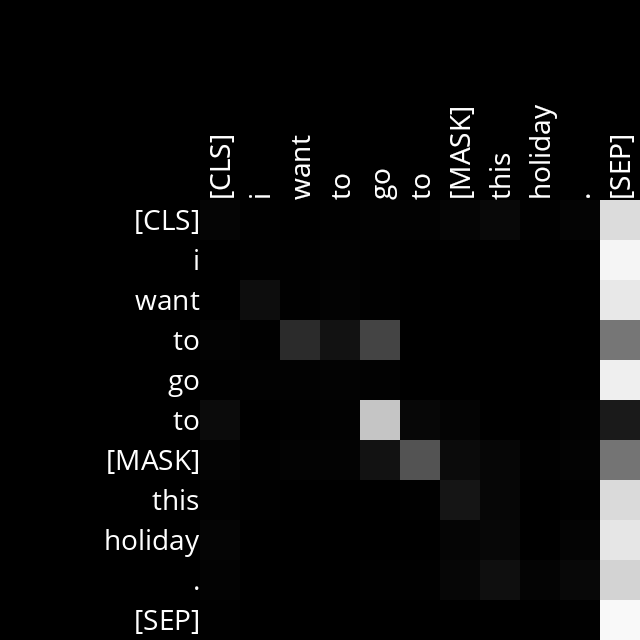 [CLS] i want to go to [MASK] this holiday . [SEP]
[CLS]
i
want
to
go
to
[MASK]
this
holiday
.
[SEP]